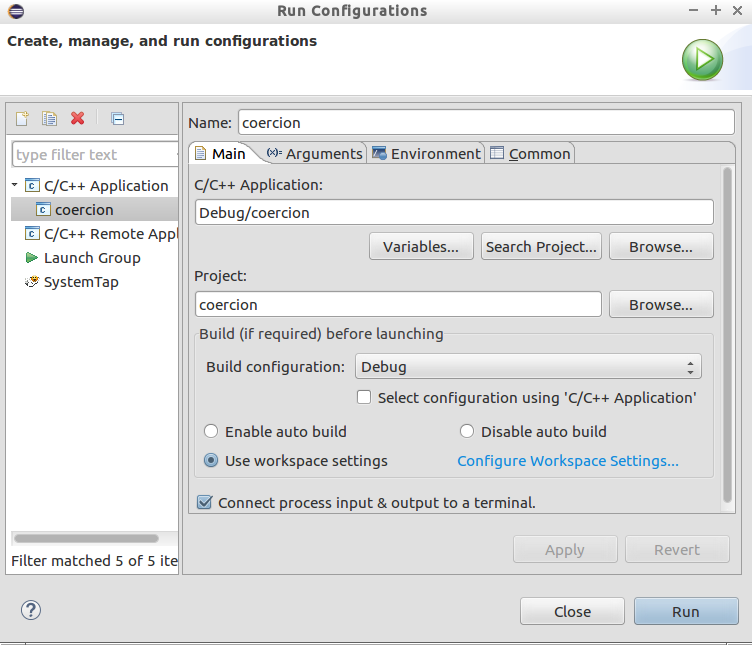 Run Configurations
Create, manage, and run configurations
type filter text
C/C++ Application
coercion
C/C++ Remote Appl
Launch Group
SystemTap
Filter matched 5 of 5 ite
Name: coercion
Main (x)= Arguments Environment Common
C/C++ Application:
Debug/coercion
Variables... Search Project... Browse...
Project:
coercion Browse...
Build (if required) before launching
Build configuration: Debug
Select configuration using 'C/C++ Application'
Enable auto build Disable auto build
Use workspace settings Configure Workspace Settings...
Connect process input & output to a terminal.
Apply Revert
? Close Run